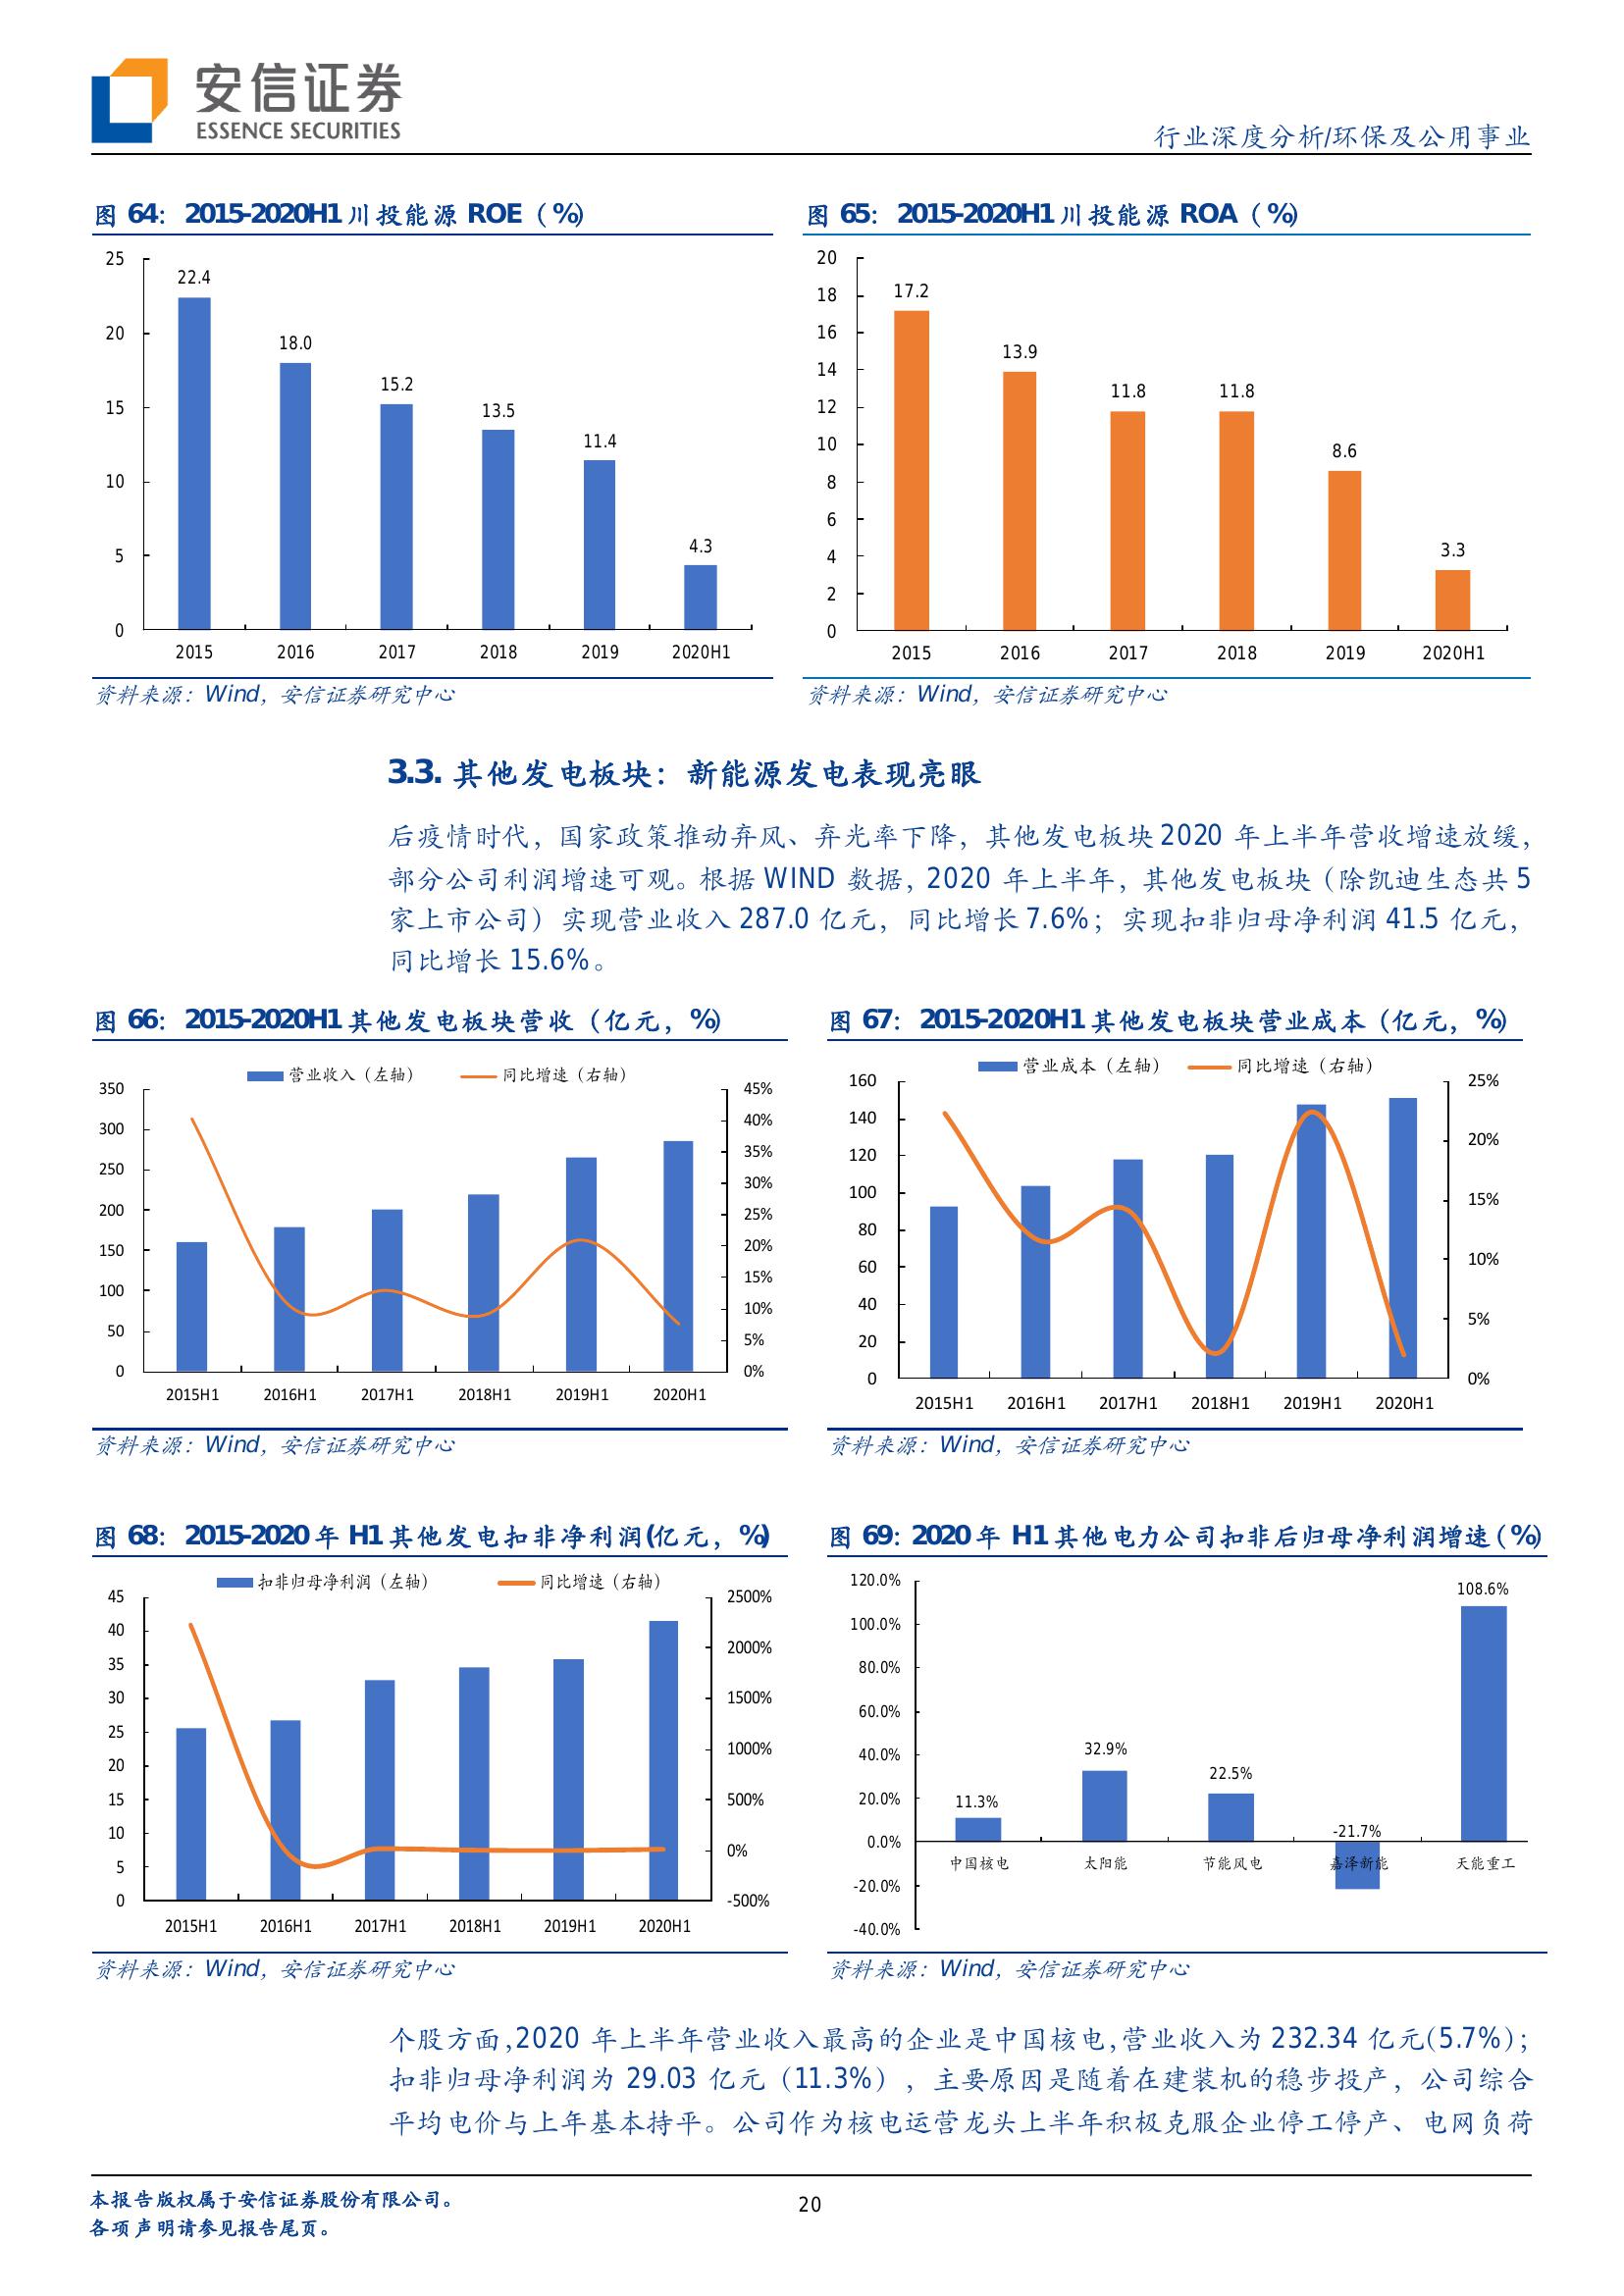 安信证券
ESSENCE SECURITIES
行业深度分析/环保及公用事业
图 64：2015-2020H1 川投能源 ROE（%）
25
20
15
10
5
0
22.4
18.0
15.2
13.5
11.4
4.3
2015 2016 2017 2018 2019 2020H1
资料来源：Wind，安信证券研究中心
图 65：2015-2020H1 川投能源 ROA（%）
20
18
16
14
12
10
8
6
4
2
0
17.2
13.9
11.8
11.8
8.6
3.3
2015 2016 2017 2018 2019 2020H1
资料来源：Wind，安信证券研究中心
3.3. 其他发电板块：新能源发电表现亮眼
后疫情时代，国家政策推动弃风、弃光率下降，其他发电板块 2020 年上半年营收增速放缓，
部分公司利润增速可观。根据 WIND 数据，2020 年上半年，其他发电板块（除凯迪生态共 5
家上市公司）实现营业收入 287.0 亿元，同比增长 7.6%；实现扣非归母净利润 41.5 亿元，
同比增长 15.6%。
图 66：2015-2020H1 其他发电板块营收（亿元，%）
营业收入（左轴） 同比增速（右轴）
350
300
250
200
150
100
50
0
45%
40%
35%
30%
25%
20%
15%
10%
5%
0%
2015H1 2016H1 2017H1 2018H1 2019H1 2020H1
资料来源：Wind，安信证券研究中心
图 67：2015-2020H1 其他发电板块营业成本（亿元，%）
营业成本（左轴） 同比增速（右轴）
160
140
120
100
80
60
40
20
0
25%
20%
15%
10%
5%
0%
2015H1 2016H1 2017H1 2018H1 2019H1 2020H1
资料来源：Wind，安信证券研究中心
图 68：2015-2020 年 H1 其他发电扣非净利润(亿元，%)
扣非归母净利润（左轴） 同比增速（右轴）
45
40
35
30
25
20
15
10
5
0
2500%
2000%
1500%
1000%
500%
0%
-500%
2015H1 2016H1 2017H1 2018H1 2019H1 2020H1
资料来源：Wind，安信证券研究中心
图 69：2020 年 H1 其他电力公司扣非后归母净利润增速（%）
120.0%
100.0%
80.0%
60.0%
40.0%
20.0%
0.0%
-20.0%
-40.0%
11.3%
32.9%
22.5%
-21.7%
108.6%
中国核电 太阳能 节能风电 嘉泽新能 天能重工
资料来源：Wind，安信证券研究中心
个股方面,2020 年上半年营业收入最高的企业是中国核电,营业收入为 232.34 亿元(5.7%)；
扣非归母净利润为 29.03 亿元（11.3%），主要原因是随着在建装机的稳步投产，公司综合
平均电价与上年基本持平。公司作为核电运营龙头上半年积极克服企业停工停产、电网负荷
本报告版权属于安信证券股份有限公司。
各项声明请参见报告尾页。
20